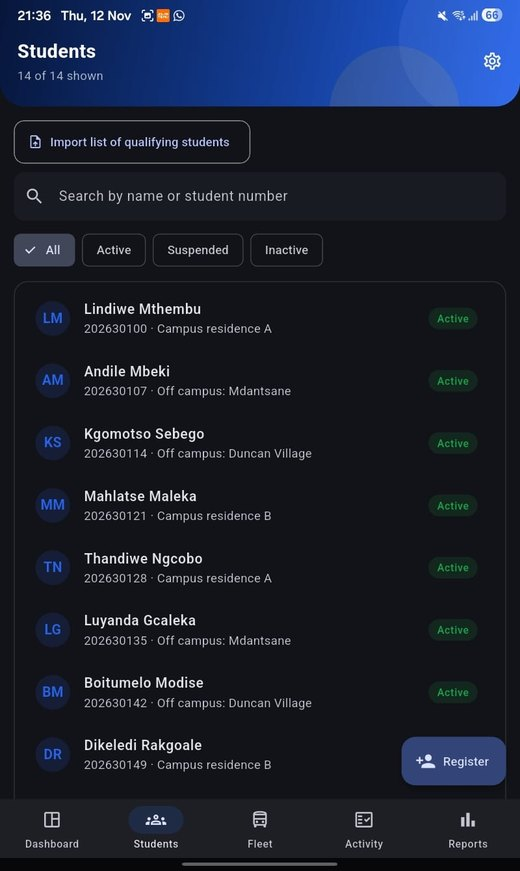 21:36 Thu, 12 Nov
66
Students
14 of 14 shown
Import list of qualifying students
Search by name or student number
All
Active
Suspended
Inactive
LM
Lindiwe Mthembu
202630100 · Campus residence A
Active
AM
Andile Mbeki
202630107 · Off campus: Mdantsane
Active
KS
Kgomotso Sebego
202630114 · Off campus: Duncan Village
Active
MM
Mahlatse Maleka
202630121 · Campus residence B
Active
TN
Thandiwe Ngcobo
202630128 · Campus residence A
Active
LG
Luyanda Gcaleka
202630135 · Off campus: Mdantsane
Active
BM
Boitumelo Modise
202630142 · Off campus: Duncan Village
Active
DR
Dikeledi Rakgoale
202630149 · Campus residence B
Register
Dashboard
Students
Fleet
Activity
Reports